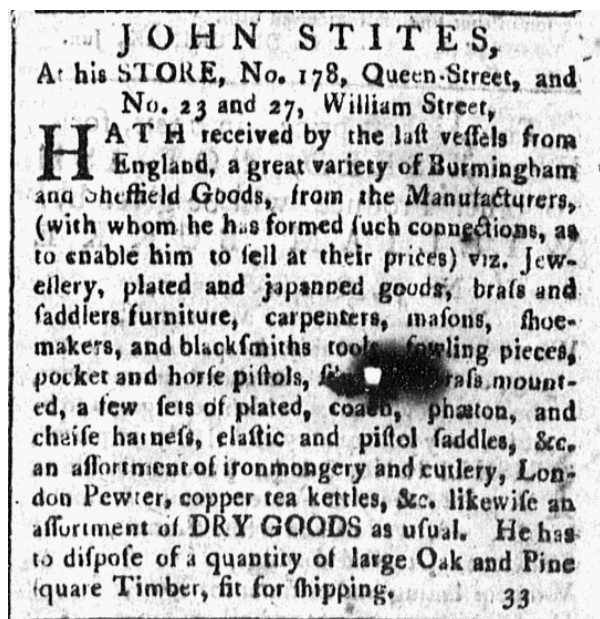 JOHN STITES,
At his STORE, No. 178, Queen-Street, and
No. 23 and 27, William Street,
HATH received by the laſt veſſels from
England, a great variety of Burmingham
and Sheffield Goods, from the Manufacturers,
(with whom he has formed ſuch connections, as
to enable him to ſell at their prices) viz. Jew-
ellery, plated and japanned goods, braſs and
ſaddlers furniture, carpenters, maſons, ſhoe-
makers, and blackſmiths tools, fowling pieces,
pocket and horſe piſtols, braſs mount-
ed, a few ſets of plated, coach, phæton, and
chaiſe harneſs, elaſtic and piſtol ſaddles, &c.
an aſſortment of ironmongery and cutlery, Lon-
don Pewter, copper tea kettles, &c. likewiſe an
aſſortment of DRY GOODS as uſual. He has
to diſpoſe of a quantity of large Oak and Pine
ſquare Timber, fit for ſhipping. 33